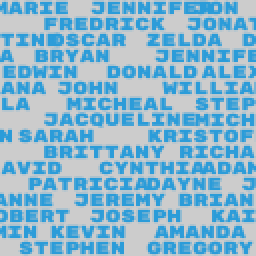 MARIE JENNIFER JON
FREDRICK JONAT
TINE OSCAR ZELDA D
A BRYAN JENNIFE
EDWIN DONALD ALEX
ANA JOHN WILLIA
LA MICHEAL STEP
JACQUELINE MICH
N SARAH KRISTOF
BRITTANY RICHA
AVID CYNTHIA ADAM
PATRICIA DAYNE J
ANNE JEREMY BRIAN
OBERT JOSEPH KAI
MIN KEVIN AMANDA
STEPHEN GREGORY